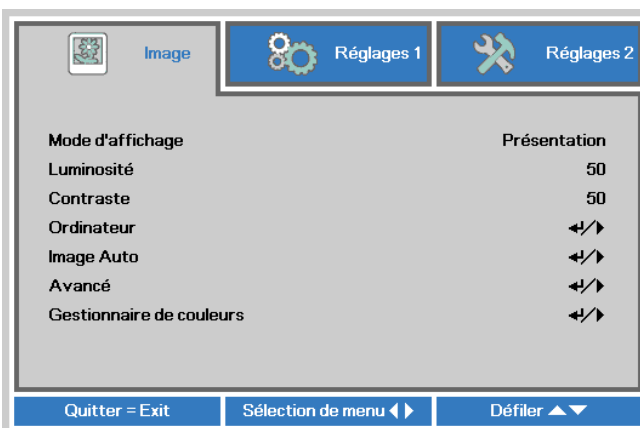 Image Réglages 1 Réglages 2
Mode d'affichage Présentation
Luminosité 50
Contraste 50
Ordinateur ↵/▶
Image Auto ↵/▶
Avancé ↵/▶
Gestionnaire de couleurs ↵/▶
Quitter = Exit Sélection de menu ◀▶ Défiler ▲▼